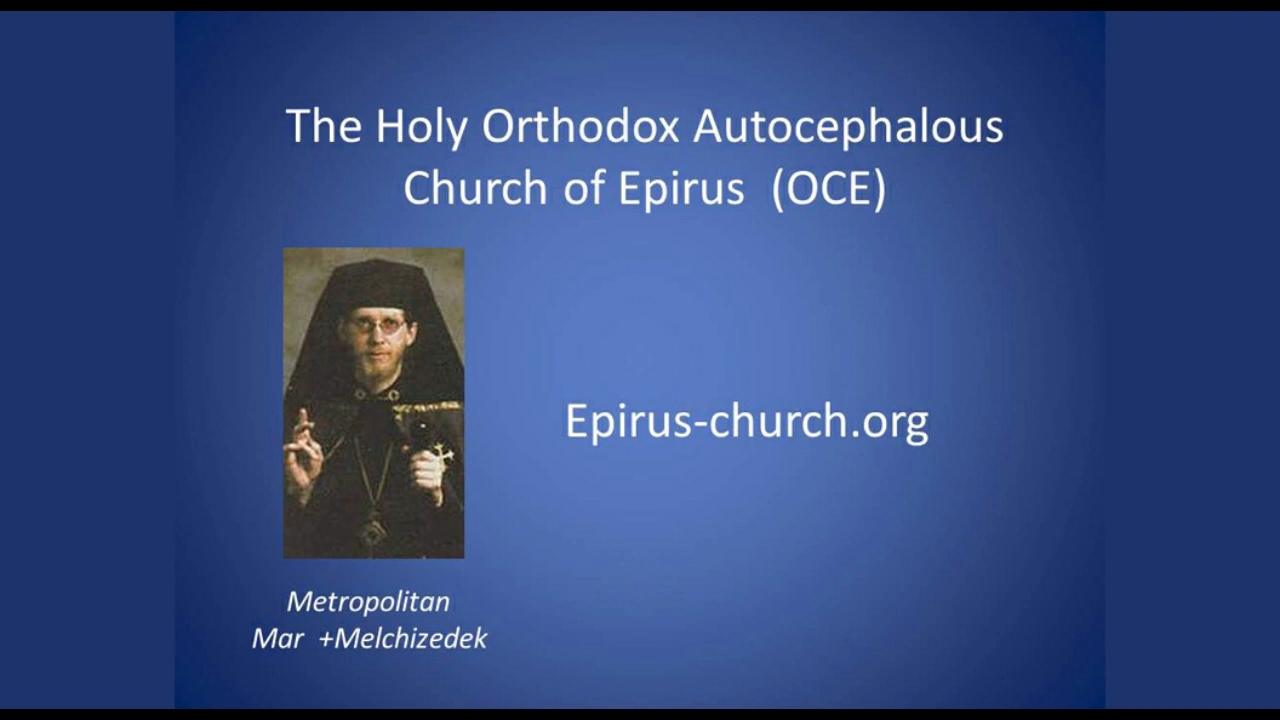 The Holy Orthodox Autocephalous
Church of Epirus (OCE)
Epirus-church.org
Metropolitan
Mar +Melchizedek